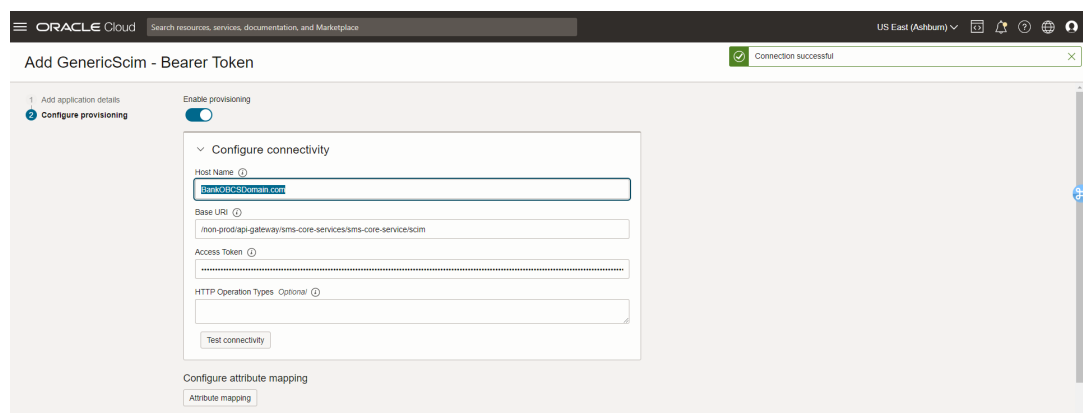 ORACLE Cloud
Search resources, services, documentation, and Marketplace
US East (Ashburn)
Add GenericScim - Bearer Token
Connection successful
1 Add application details
2 Configure provisioning
Enable provisioning
Configure connectivity
Host Name
BankOBCSDomain.com
Base URI
/non-prod/api-gateway/sms-core-services/sms-core-service/scim
Access Token
HTTP Operation Types Optional
Test connectivity
Configure attribute mapping
Attribute mapping